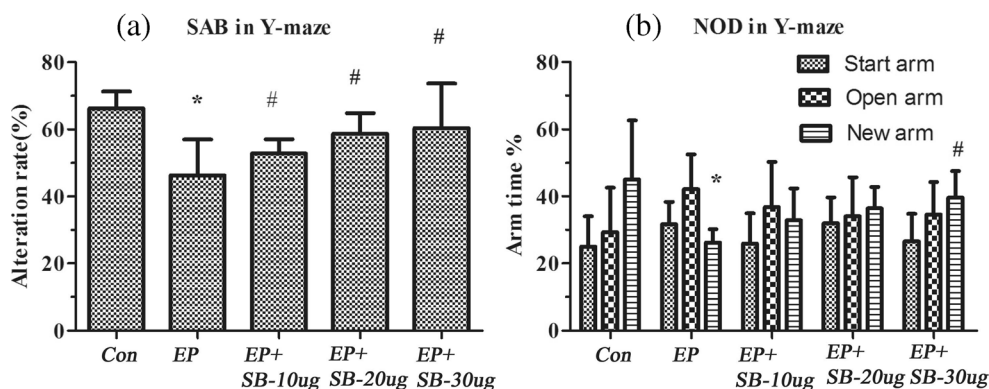 (a) SAB in Y-maze
Alteration rate(%)
80
60
40
20
0
*
#
#
#
Con
EP
EP+
SB-10ug
EP+
SB-20ug
EP+
SB-30ug
(b) NOD in Y-maze
Arm time %
80
60
40
20
0
Start arm
Open arm
New arm
*
#
Con
EP
EP+
SB-10ug
EP+
SB-20ug
EP+
SB-30ug